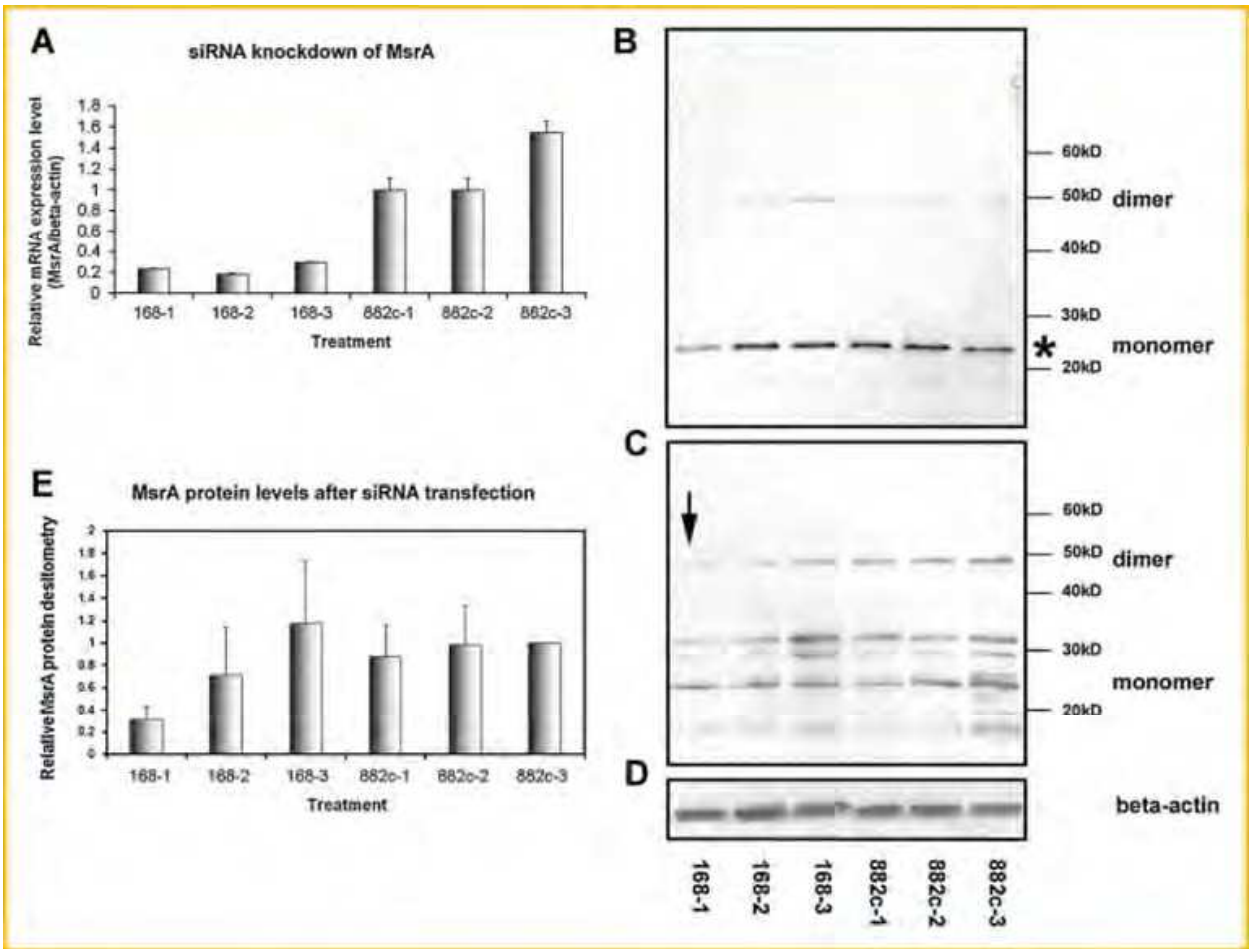 A
siRNA knockdown of MsrA
Relative mRNA expression level
(MsrA/beta-actin)
1.8
1.6
1.4
1.2
1
0.8
0.6
0.4
0.2
0
168-1 168-2 168-3 882c-1 882c-2 882c-3
Treatment
B
60kD
50kD dimer
40kD
30kD
* monomer
20kD
C
60kD
50kD dimer
40kD
30kD
monomer
20kD
E
MsrA protein levels after siRNA transfection
Relative MsrA protein desitometry
2
1.8
1.6
1.4
1.2
1
0.8
0.6
0.4
0.2
0
168-1 168-2 168-3 882c-1 882c-2 882c-3
Treatment
D
beta-actin
168-1
168-2
168-3
882c-1
882c-2
882c-3